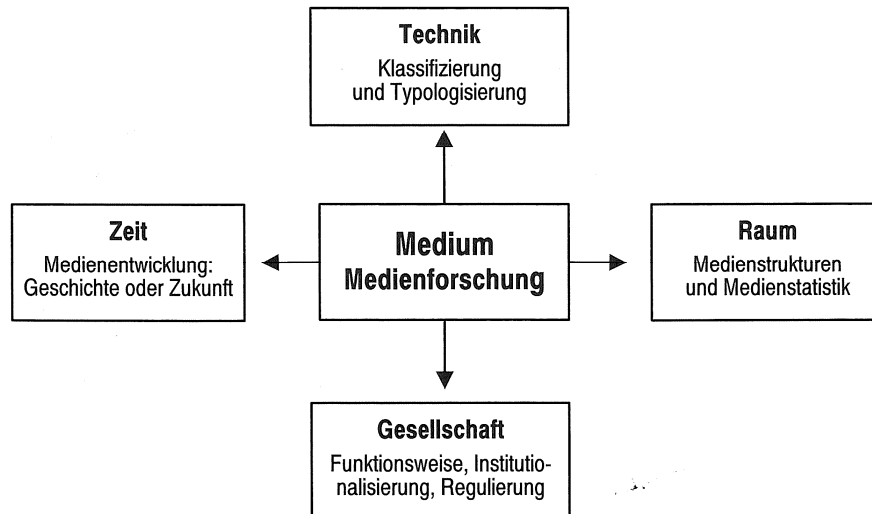 Technik
Klassifizierung
und Typologisierung
Zeit
Medienentwicklung:
Geschichte oder Zukunft
Medium
Medienforschung
Raum
Medienstrukturen
und Medienstatistik
Gesellschaft
Funktionsweise, Institutio-
nalisierung, Regulierung